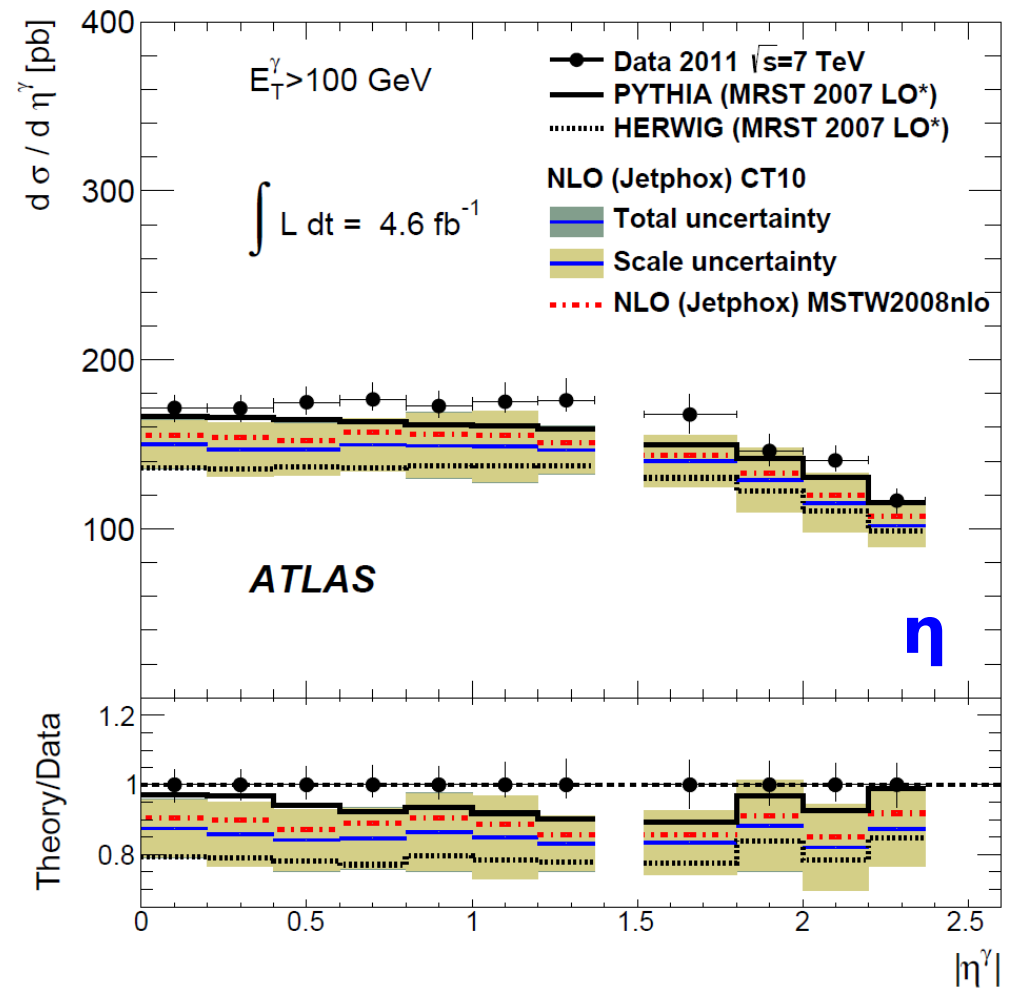 400
300
200
100
d σ / d η^γ [pb]
E_T^γ>100 GeV
∫ L dt = 4.6 fb^-1
Data 2011 √s=7 TeV
PYTHIA (MRST 2007 LO*)
HERWIG (MRST 2007 LO*)
NLO (Jetphox) CT10
Total uncertainty
Scale uncertainty
NLO (Jetphox) MSTW2008nlo
ATLAS
η
Theory/Data
1.2
1
0.8
0 0.5 1 1.5 2 2.5
|η^γ|